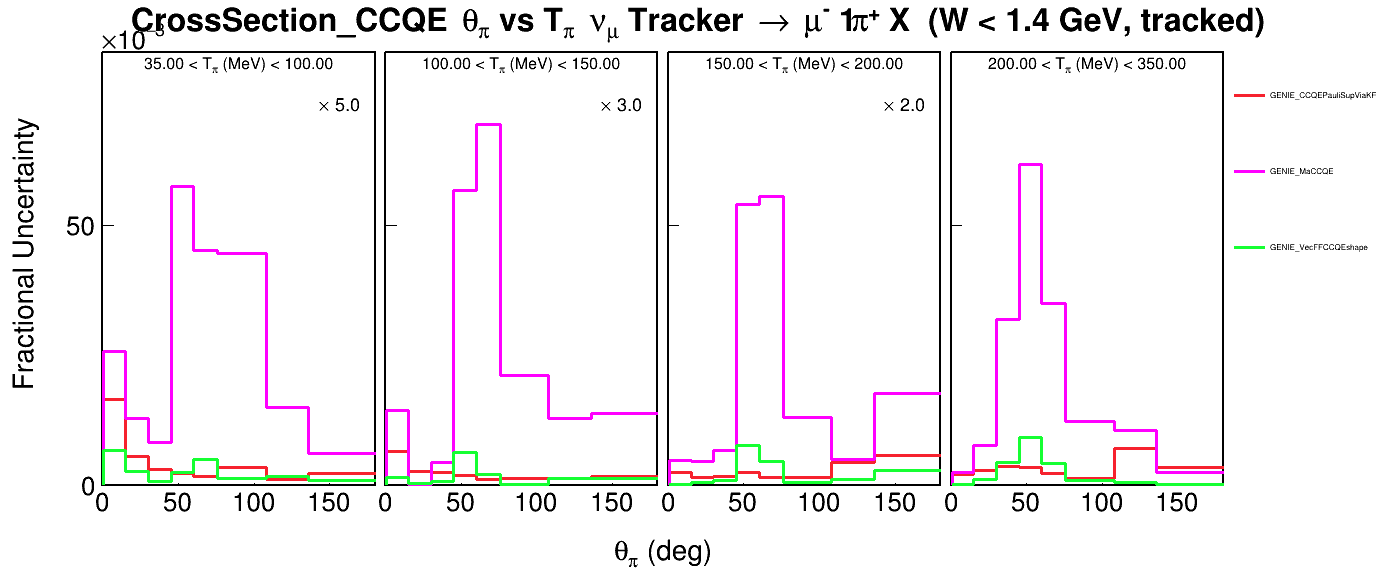 CrossSection_CCQE θπ vs Tπ νμ Tracker → μ- 1π+ X (W < 1.4 GeV, tracked)
×10-3
35.00 < Tπ (MeV) < 100.00
100.00 < Tπ (MeV) < 150.00
150.00 < Tπ (MeV) < 200.00
200.00 < Tπ (MeV) < 350.00
× 5.0
× 3.0
× 2.0
GENIE_CCQEPauliSupViaKF
GENIE_MaCCQE
GENIE_VecFFCCQEshape
Fractional Uncertainty
50
0
0 50 100 150
0 50 100 150
0 50 100 150
0 50 100 150
θπ (deg)